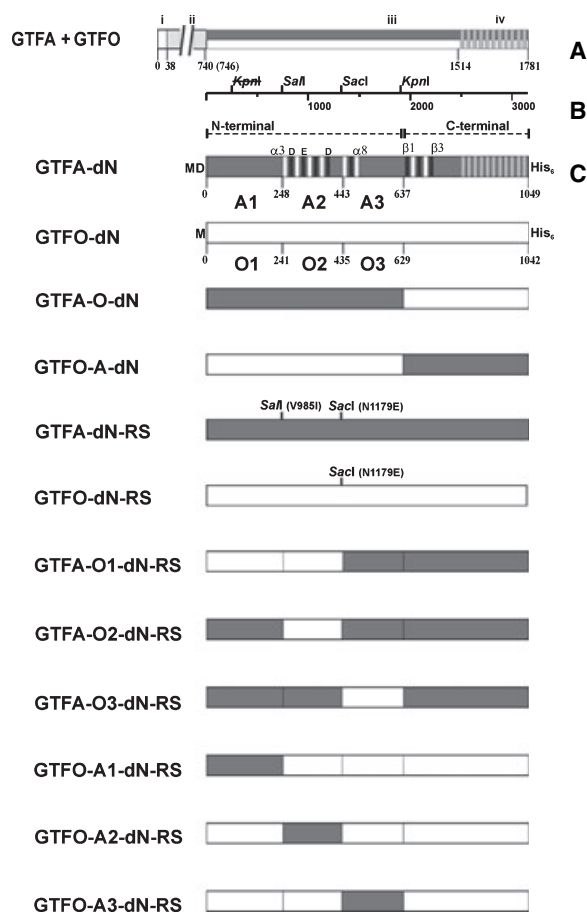 i ii iii iv
GTFA + GTFO
A
0 38 740 (746) 1514 1781
KpnI SalI SacI KpnI
B
1000 2000 3000
N-terminal C-terminal
α3 D E D α8 β1 β3
GTFA-dN MD His6 C
0 248 443 637 1049
A1 A2 A3
GTFO-dN M His6
0 241 435 629 1042
O1 O2 O3
GTFA-O-dN
GTFO-A-dN
SalI (V985I) SacI (N1179E)
GTFA-dN-RS
SacI (N1179E)
GTFO-dN-RS
GTFA-O1-dN-RS
GTFA-O2-dN-RS
GTFA-O3-dN-RS
GTFO-A1-dN-RS
GTFO-A2-dN-RS
GTFO-A3-dN-RS